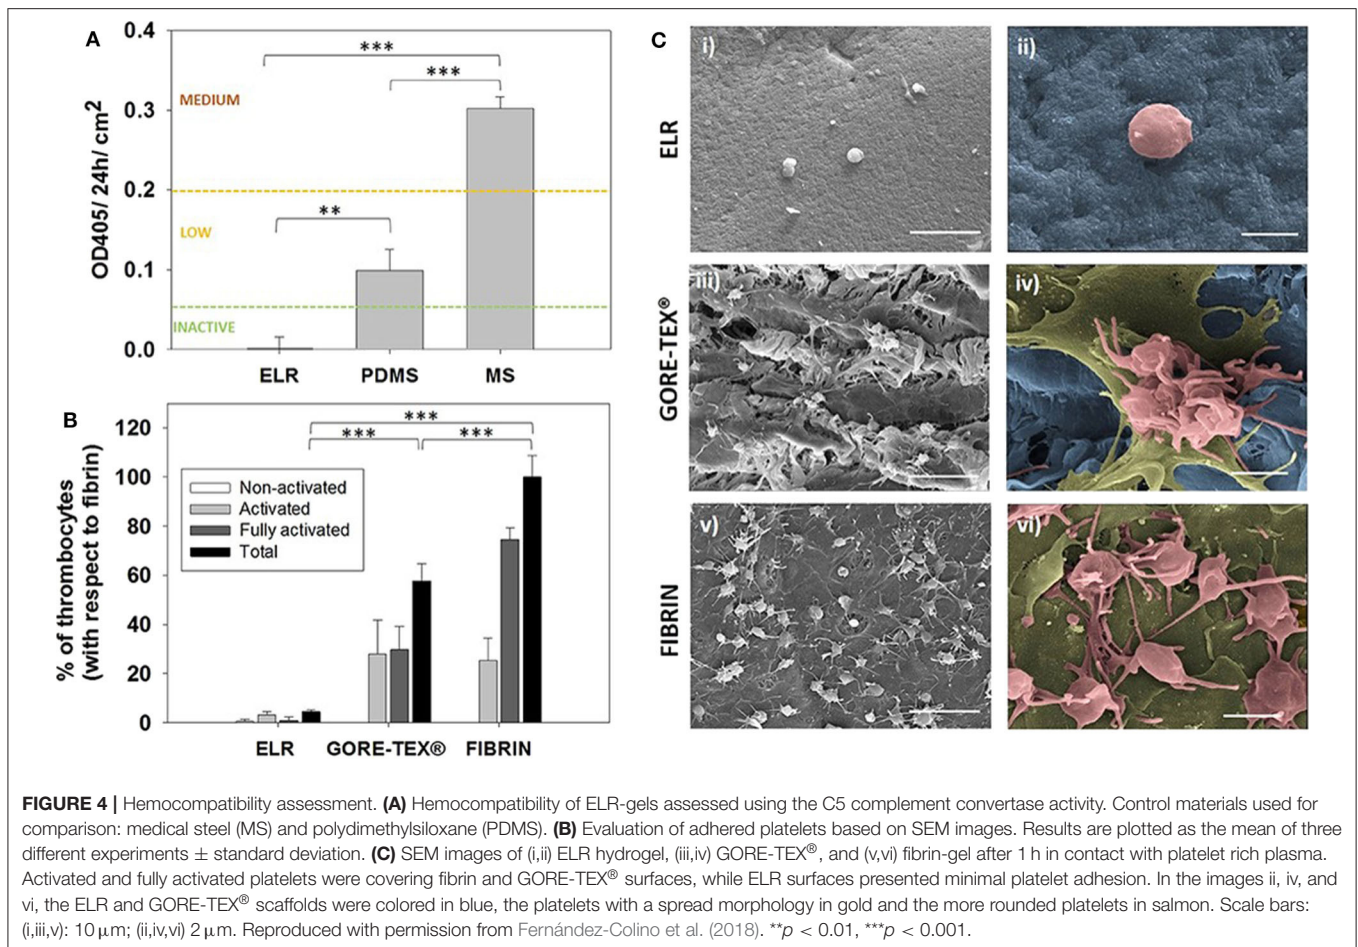 A
0.4
***
***
MEDIUM
0.3
OD405/ 24h/ cm2
0.2
**
LOW
0.1
INACTIVE
0.0
ELR PDMS MS
B
120
***
*** ***
100
% of thrombocytes
(with respect to fibrin)
Non-activated
Activated
Fully activated
Total
80
60
40
20
0
ELR GORE-TEX® FIBRIN
C
i) ii)
ELR
iii) iv)
GORE-TEX®
v) vi)
FIBRIN
FIGURE 4 | Hemocompatibility assessment. (A) Hemocompatibility of ELR-gels assessed using the C5 complement convertase activity. Control materials used for
comparison: medical steel (MS) and polydimethylsiloxane (PDMS). (B) Evaluation of adhered platelets based on SEM images. Results are plotted as the mean of three
different experiments ± standard deviation. (C) SEM images of (i,ii) ELR hydrogel, (iii,iv) GORE-TEX®, and (v,vi) fibrin-gel after 1 h in contact with platelet rich plasma.
Activated and fully activated platelets were covering fibrin and GORE-TEX® surfaces, while ELR surfaces presented minimal platelet adhesion. In the images ii, iv, and
vi, the ELR and GORE-TEX® scaffolds were colored in blue, the platelets with a spread morphology in gold and the more rounded platelets in salmon. Scale bars:
(i,iii,v): 10 μm; (ii,iv,vi) 2 μm. Reproduced with permission from Fernández-Colino et al. (2018). **p < 0.01, ***p < 0.001.